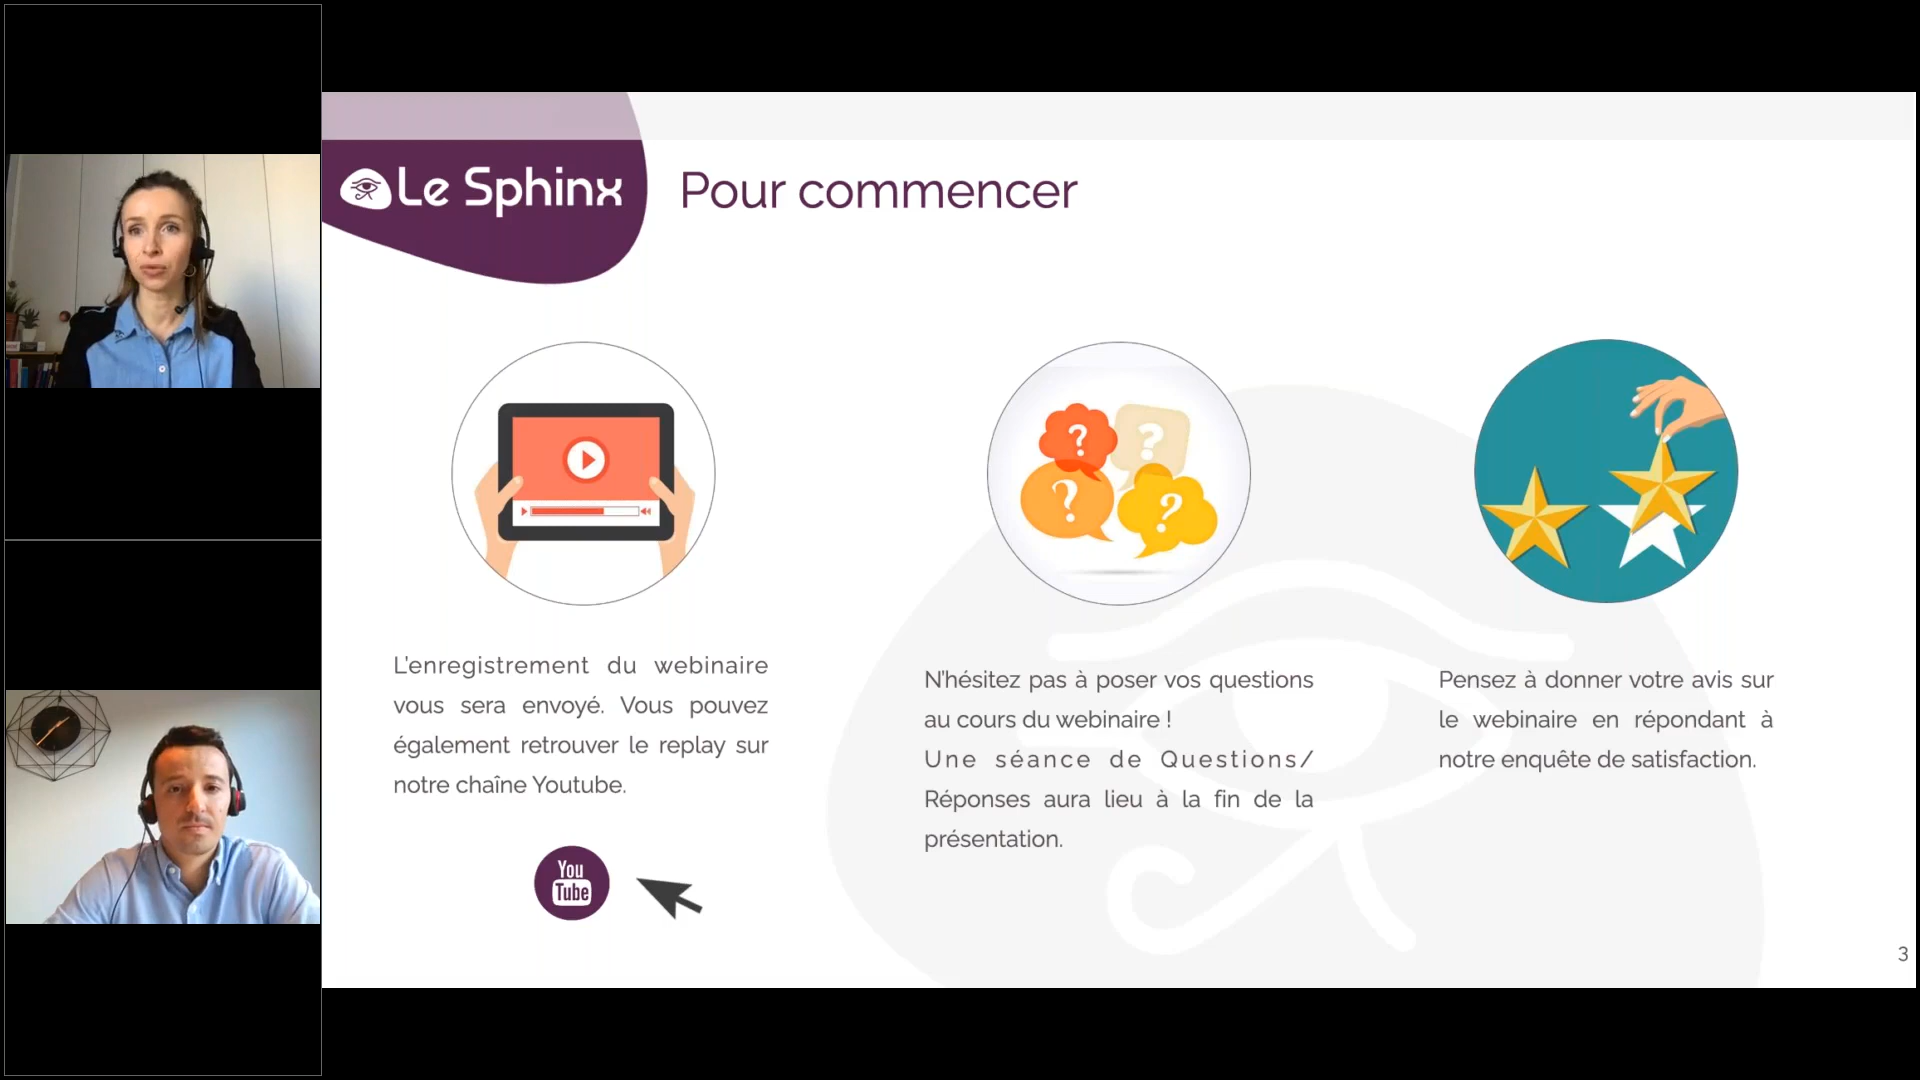 Le Sphinx
Pour commencer
L'enregistrement du webinaire
vous sera envoyé. Vous pouvez
également retrouver le replay sur
notre chaîne Youtube.
You
Tube
N'hésitez pas à poser vos questions
au cours du webinaire !
Une séance de Questions/
Réponses aura lieu à la fin de la
présentation.
Pensez à donner votre avis sur
le webinaire en répondant à
notre enquête de satisfaction.
3